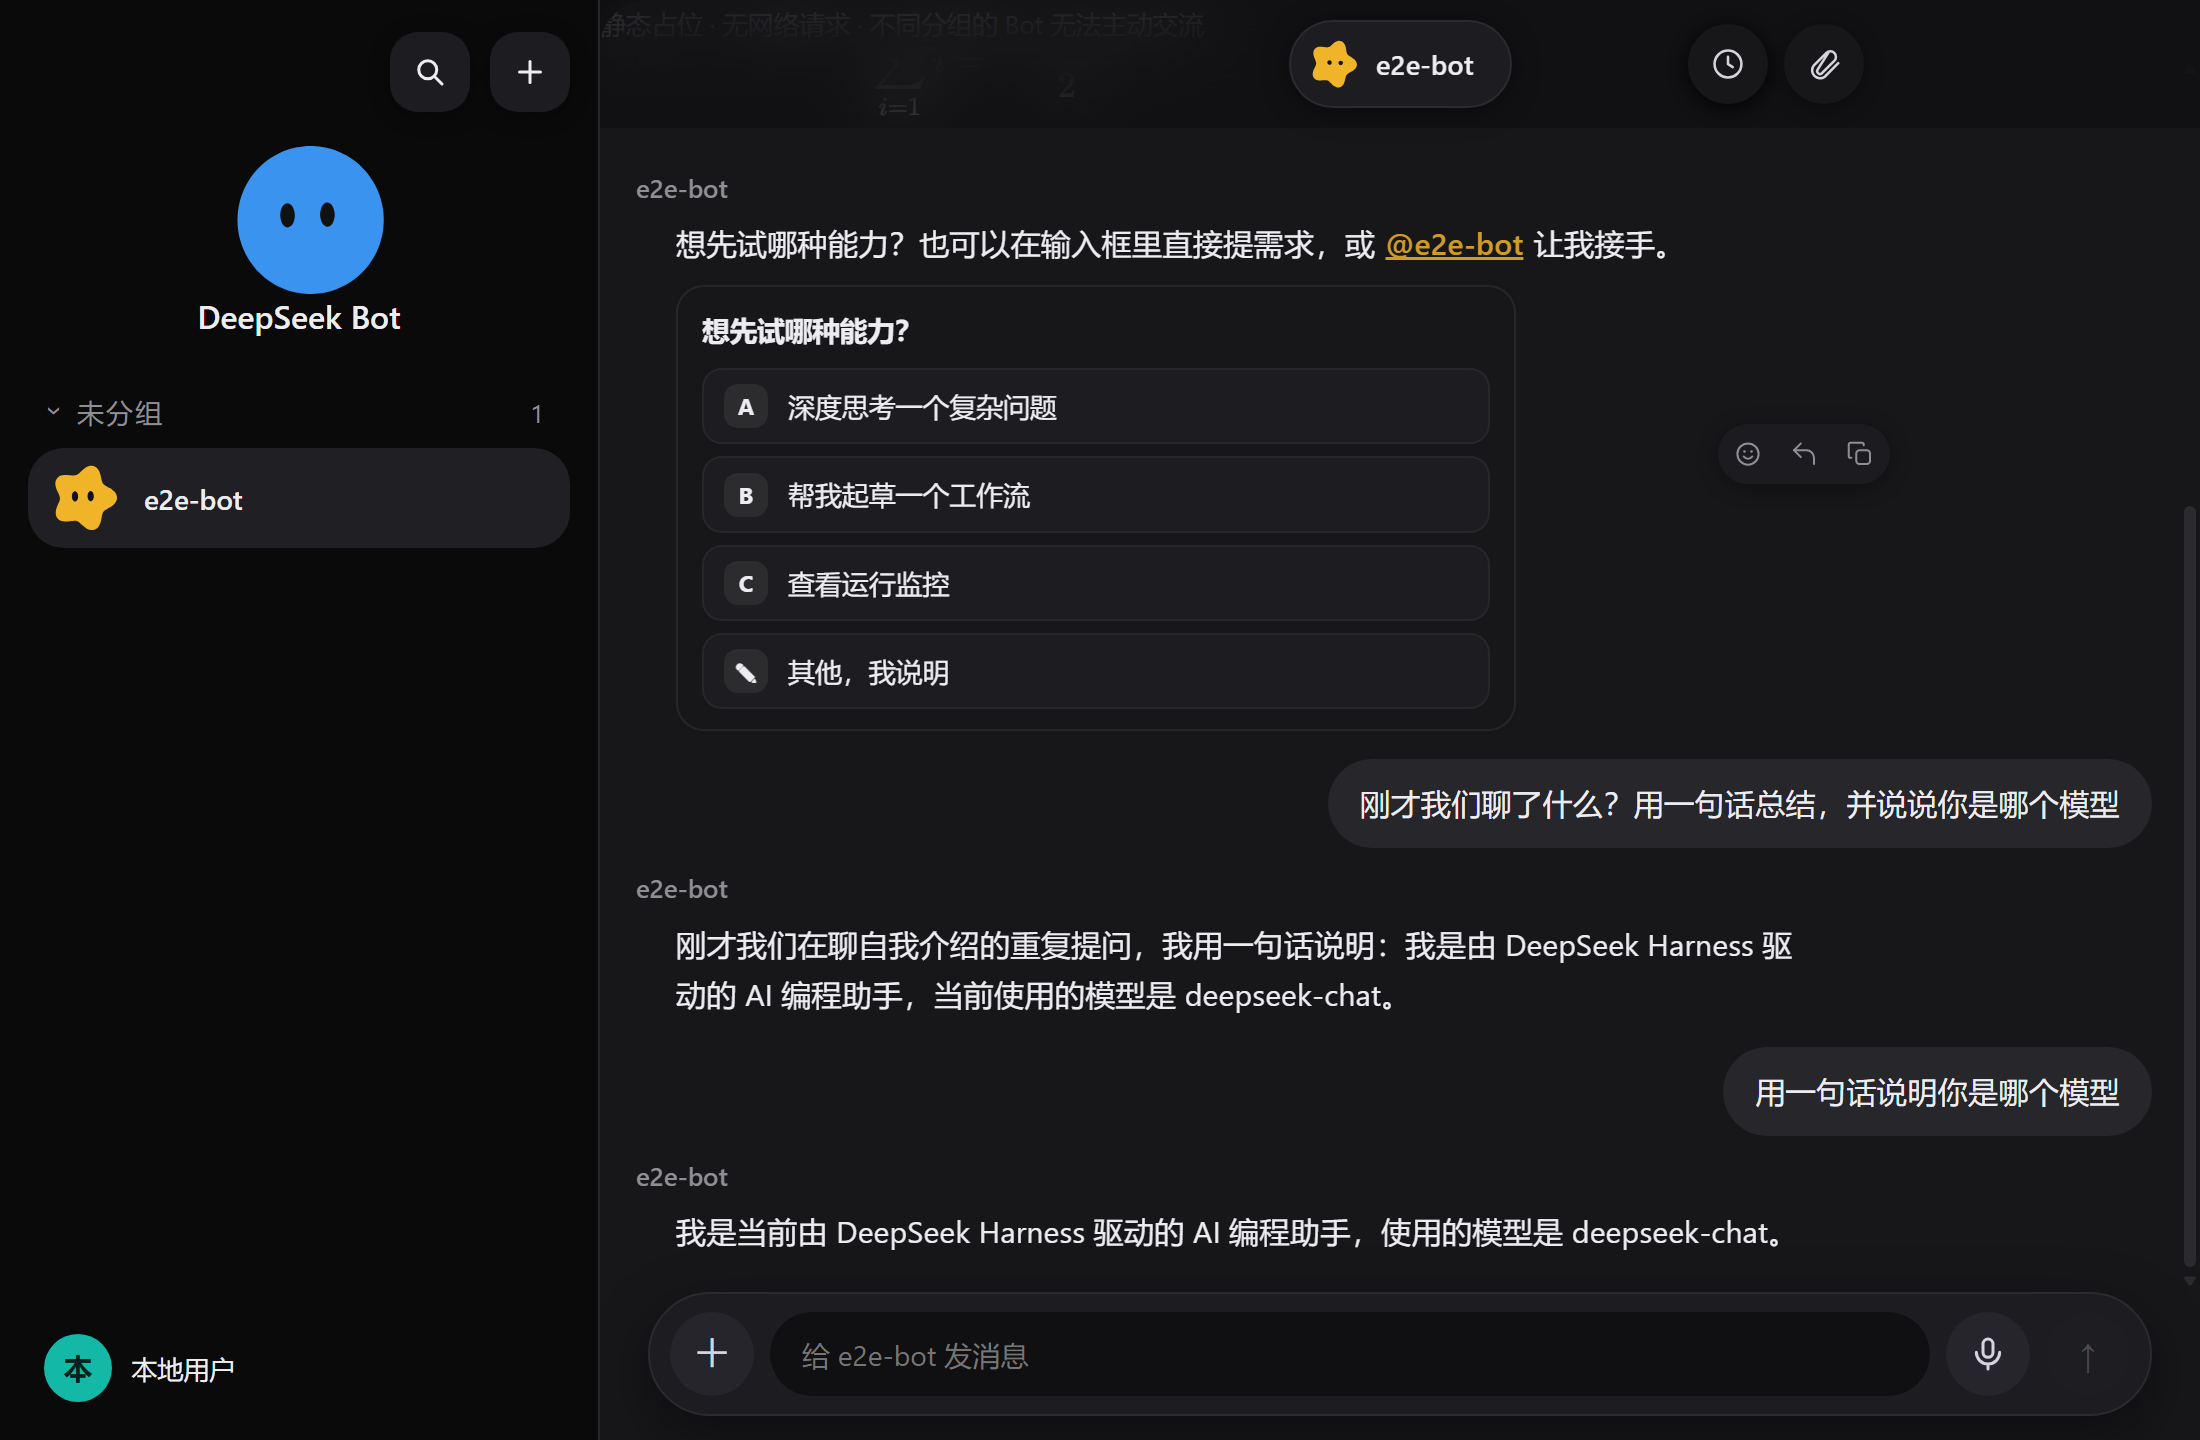 DeepSeek Bot
未分组
1
e2e-bot
本
本地用户
静态占位 · 无网络请求 · 不同分组的 Bot 无法主动交流
i=1
2
e2e-bot
e2e-bot
想先试哪种能力？也可以在输入框里直接提需求，或 @e2e-bot 让我接手。
想先试哪种能力？
A 深度思考一个复杂问题
B 帮我起草一个工作流
C 查看运行监控
其他，我说明
刚才我们聊了什么？用一句话总结，并说说你是哪个模型
e2e-bot
刚才我们在聊自我介绍的重复提问，我用一句话说明：我是由 DeepSeek Harness 驱
动的 AI 编程助手，当前使用的模型是 deepseek-chat。
用一句话说明你是哪个模型
e2e-bot
我是当前由 DeepSeek Harness 驱动的 AI 编程助手，使用的模型是 deepseek-chat。
给 e2e-bot 发消息